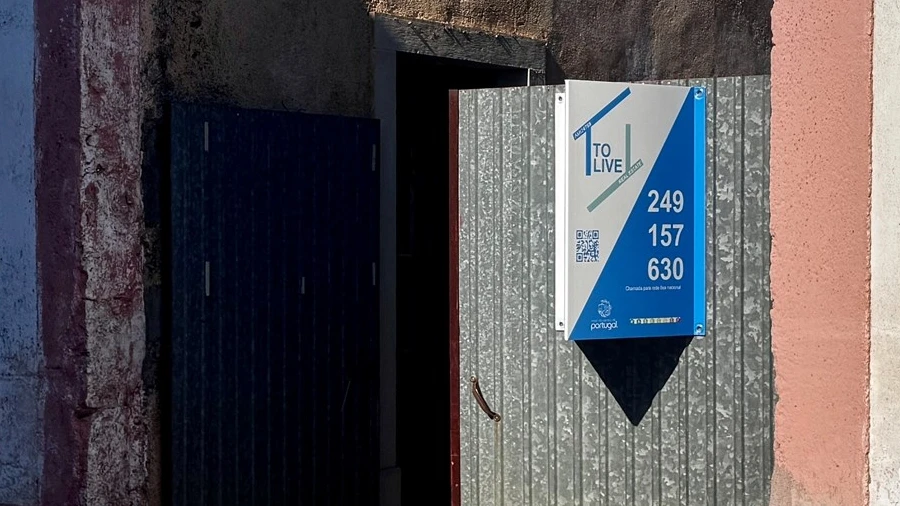 TO
LIVE
249
157
630
Chamada para rede fixa nacional
portugal